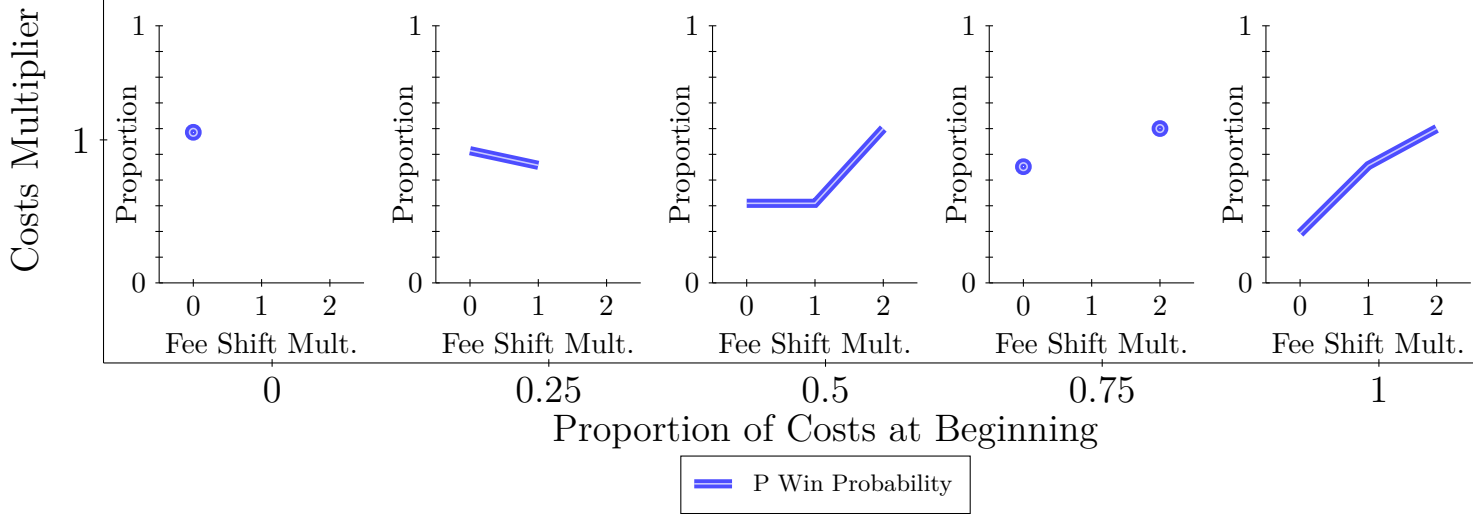 Costs Multiplier
1
1
Proportion
0
0 1 2
Fee Shift Mult.
1
Proportion
0
0 1 2
Fee Shift Mult.
1
Proportion
0
0 1 2
Fee Shift Mult.
1
Proportion
0
0 1 2
Fee Shift Mult.
1
Proportion
0
0 1 2
Fee Shift Mult.
0 0.25 0.5 0.75 1
Proportion of Costs at Beginning
P Win Probability